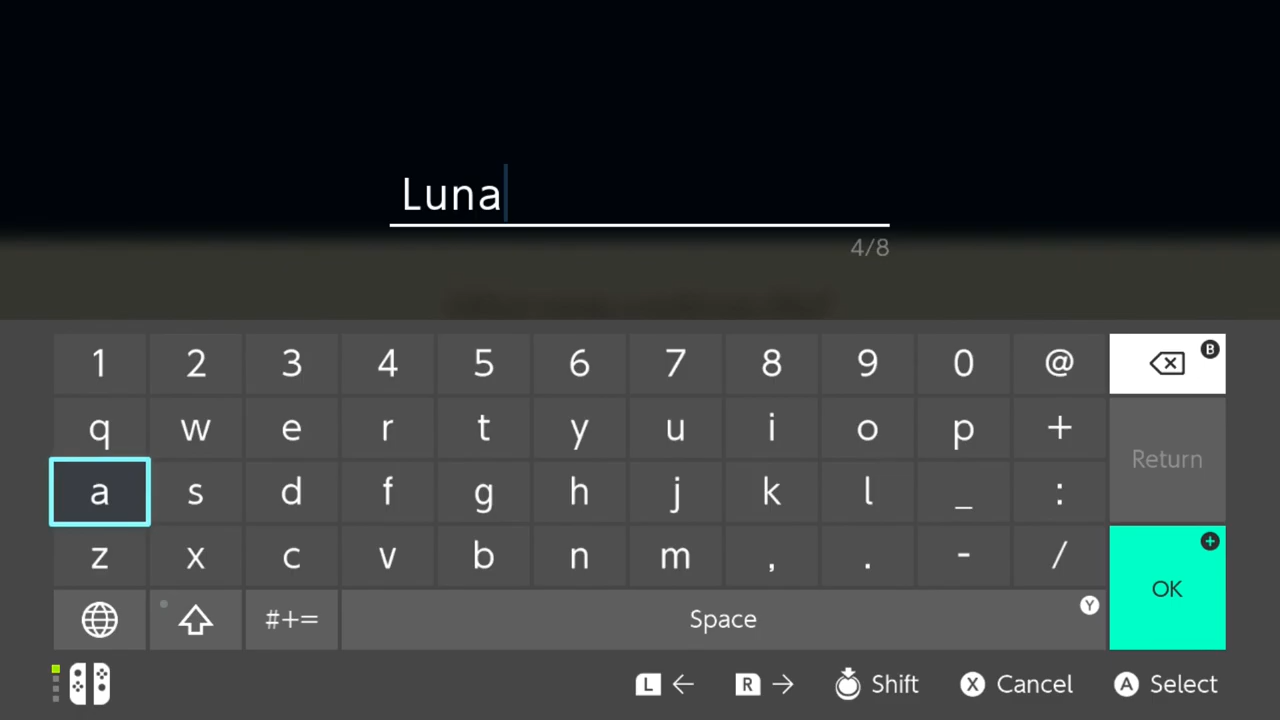 Luna
4/8
1 2 3 4 5 6 7 8 9 0 @ B
q w e r t y u i o p + Return
a s d f g h j k l _ :
z x c v b n m , . - / + OK
#+= Space Y
L ← R → Shift X Cancel A Select